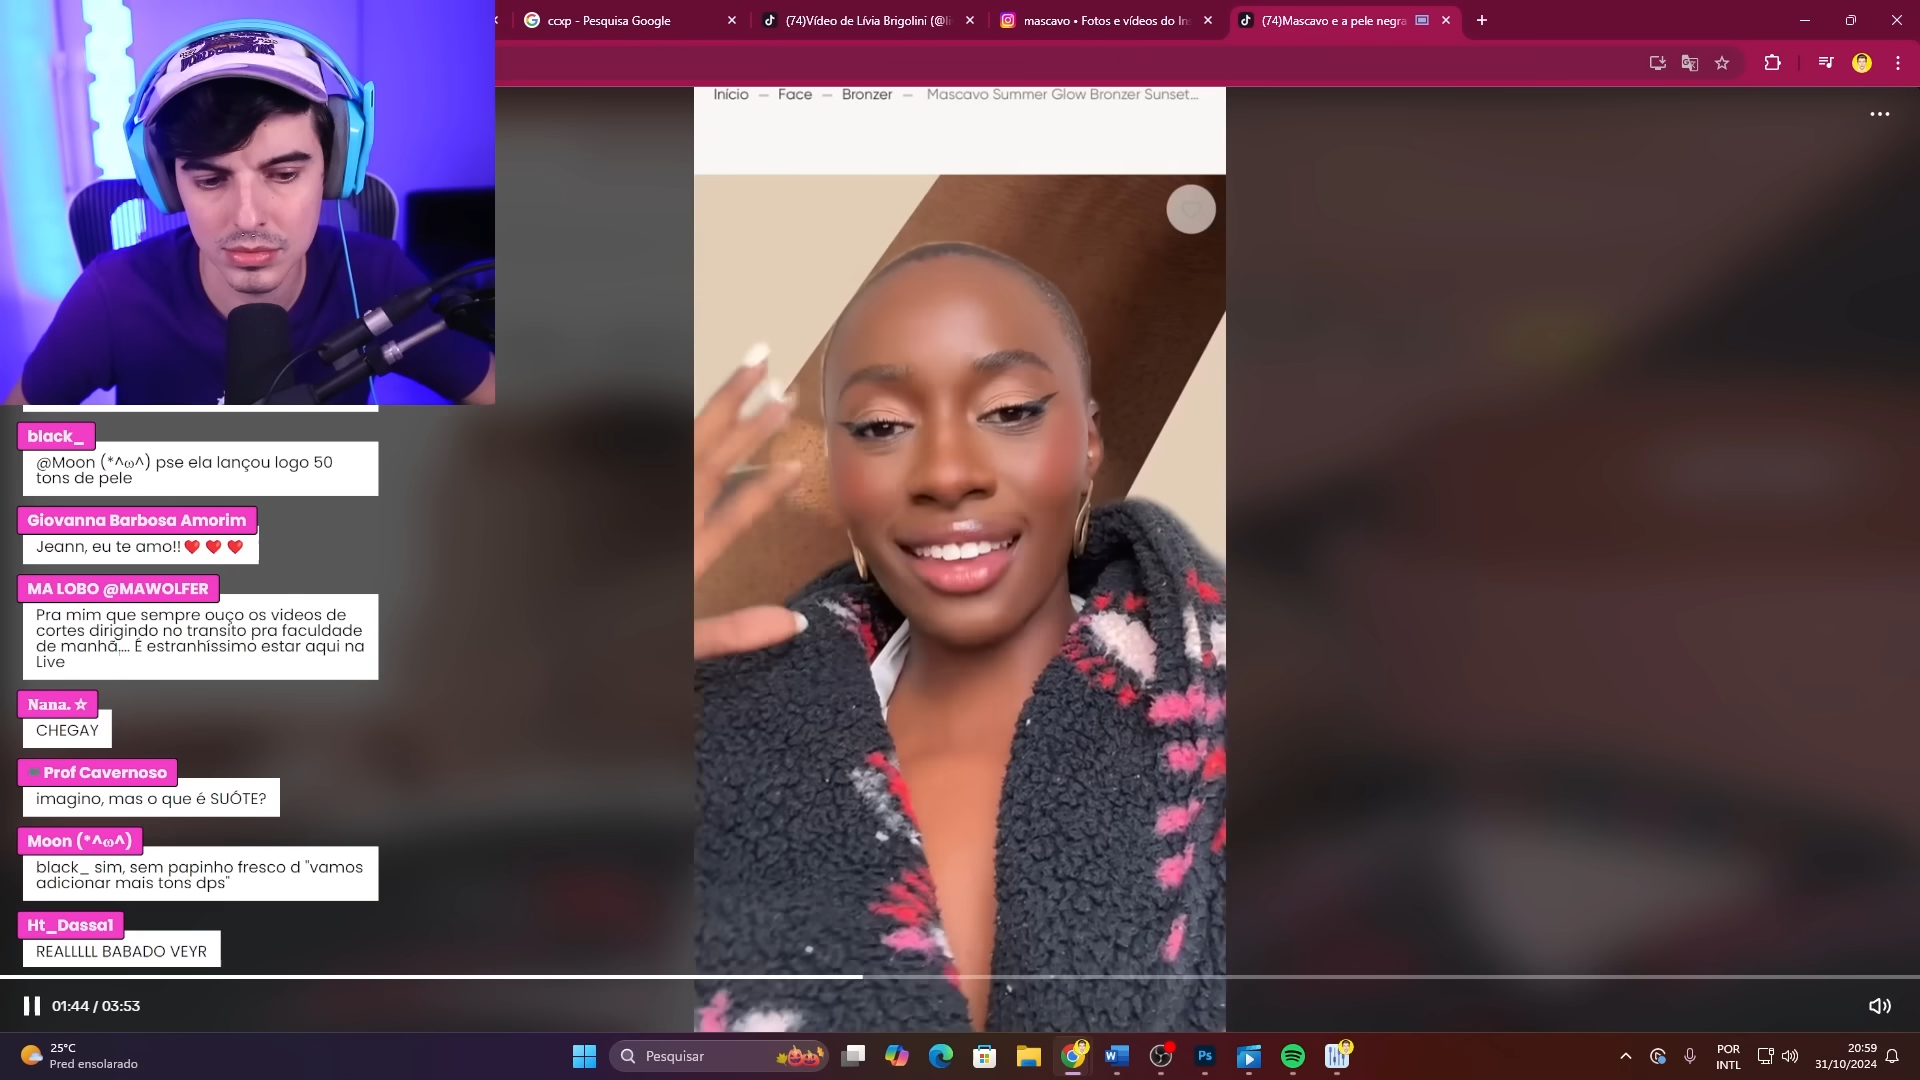 ccxp - Pesquisa Google
(74)Vídeo de Lívia Brigolini (@li
mascavo • Fotos e vídeos do In
(74)Mascavo e a pele negra
Início — Face — Bronzer — Mascavo Summer Glow Bronzer Sunset...
black_
@Moon (*^ω^) pse ela lançou logo 50
tons de pele
Giovanna Barbosa Amorim
Jeann, eu te amo!!❤️ ❤️ ❤️
MA LOBO @MAWOLFER
Pra mim que sempre ouço os videos de
cortes dirigindo no transito pra faculdade
de manhã,... É estranhíssimo estar aqui na
Live
Nana. ☆
CHEGAY
Prof Cavernoso
imagino, mas o que é SUÓTE?
Moon (*^ω^)
black_ sim, sem papinho fresco d "vamos
adicionar mais tons dps"
Ht_Dassa1
REALLLLL BABADO VEYR
01:44 / 03:53
25°C
Pred ensolarado
Pesquisar
W
Ps
POR
INTL
20:59
31/10/2024